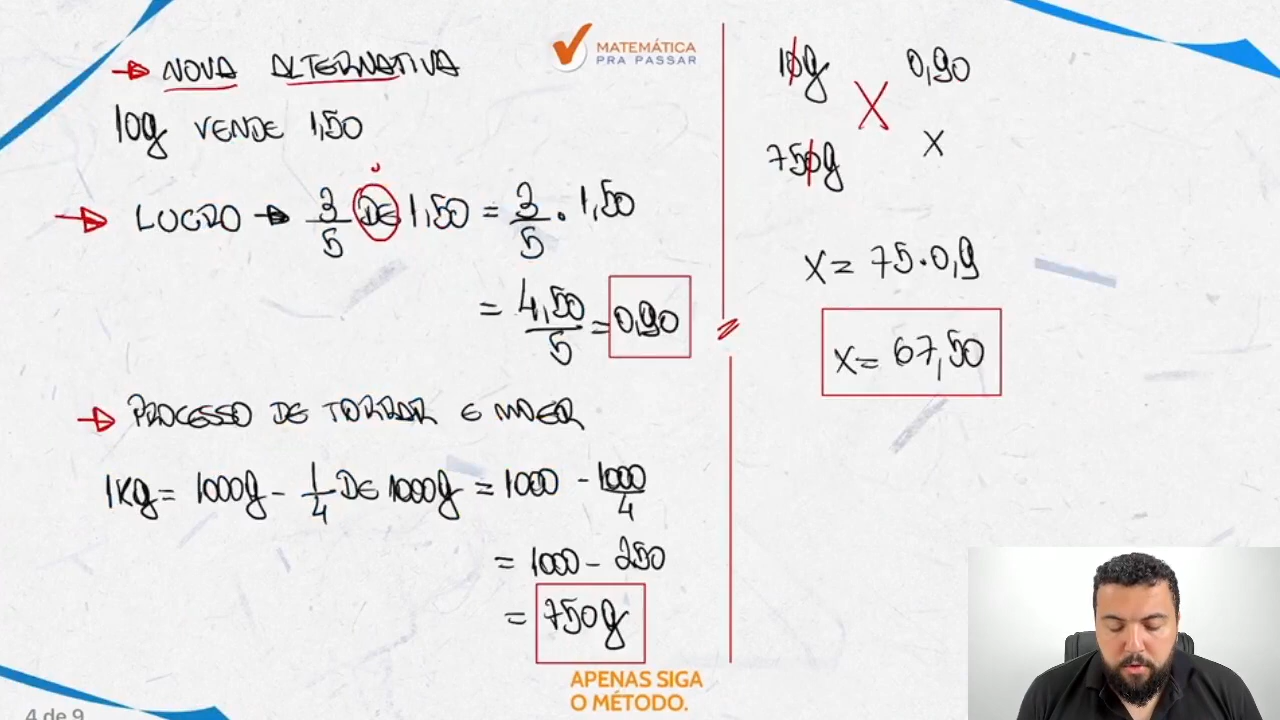 MATEMÁTICA
PRA PASSAR
→ NOVA ALTERNATIVA
10g VENDE 1,50
→ LUCRO → 3/5 DE 1,50 = 3/5 . 1,50
= 4,50/5 = 0,90
→ PROCESSO DE TORRAR E MOER
1Kg = 1000g - 1/4 DE 1000g = 1000 - 1000/4
= 1000 - 250
= 750g
10g X 0,90
750g x
X = 75.0,9
X = 67,50
APENAS SIGA
O MÉTODO.
4 de 9